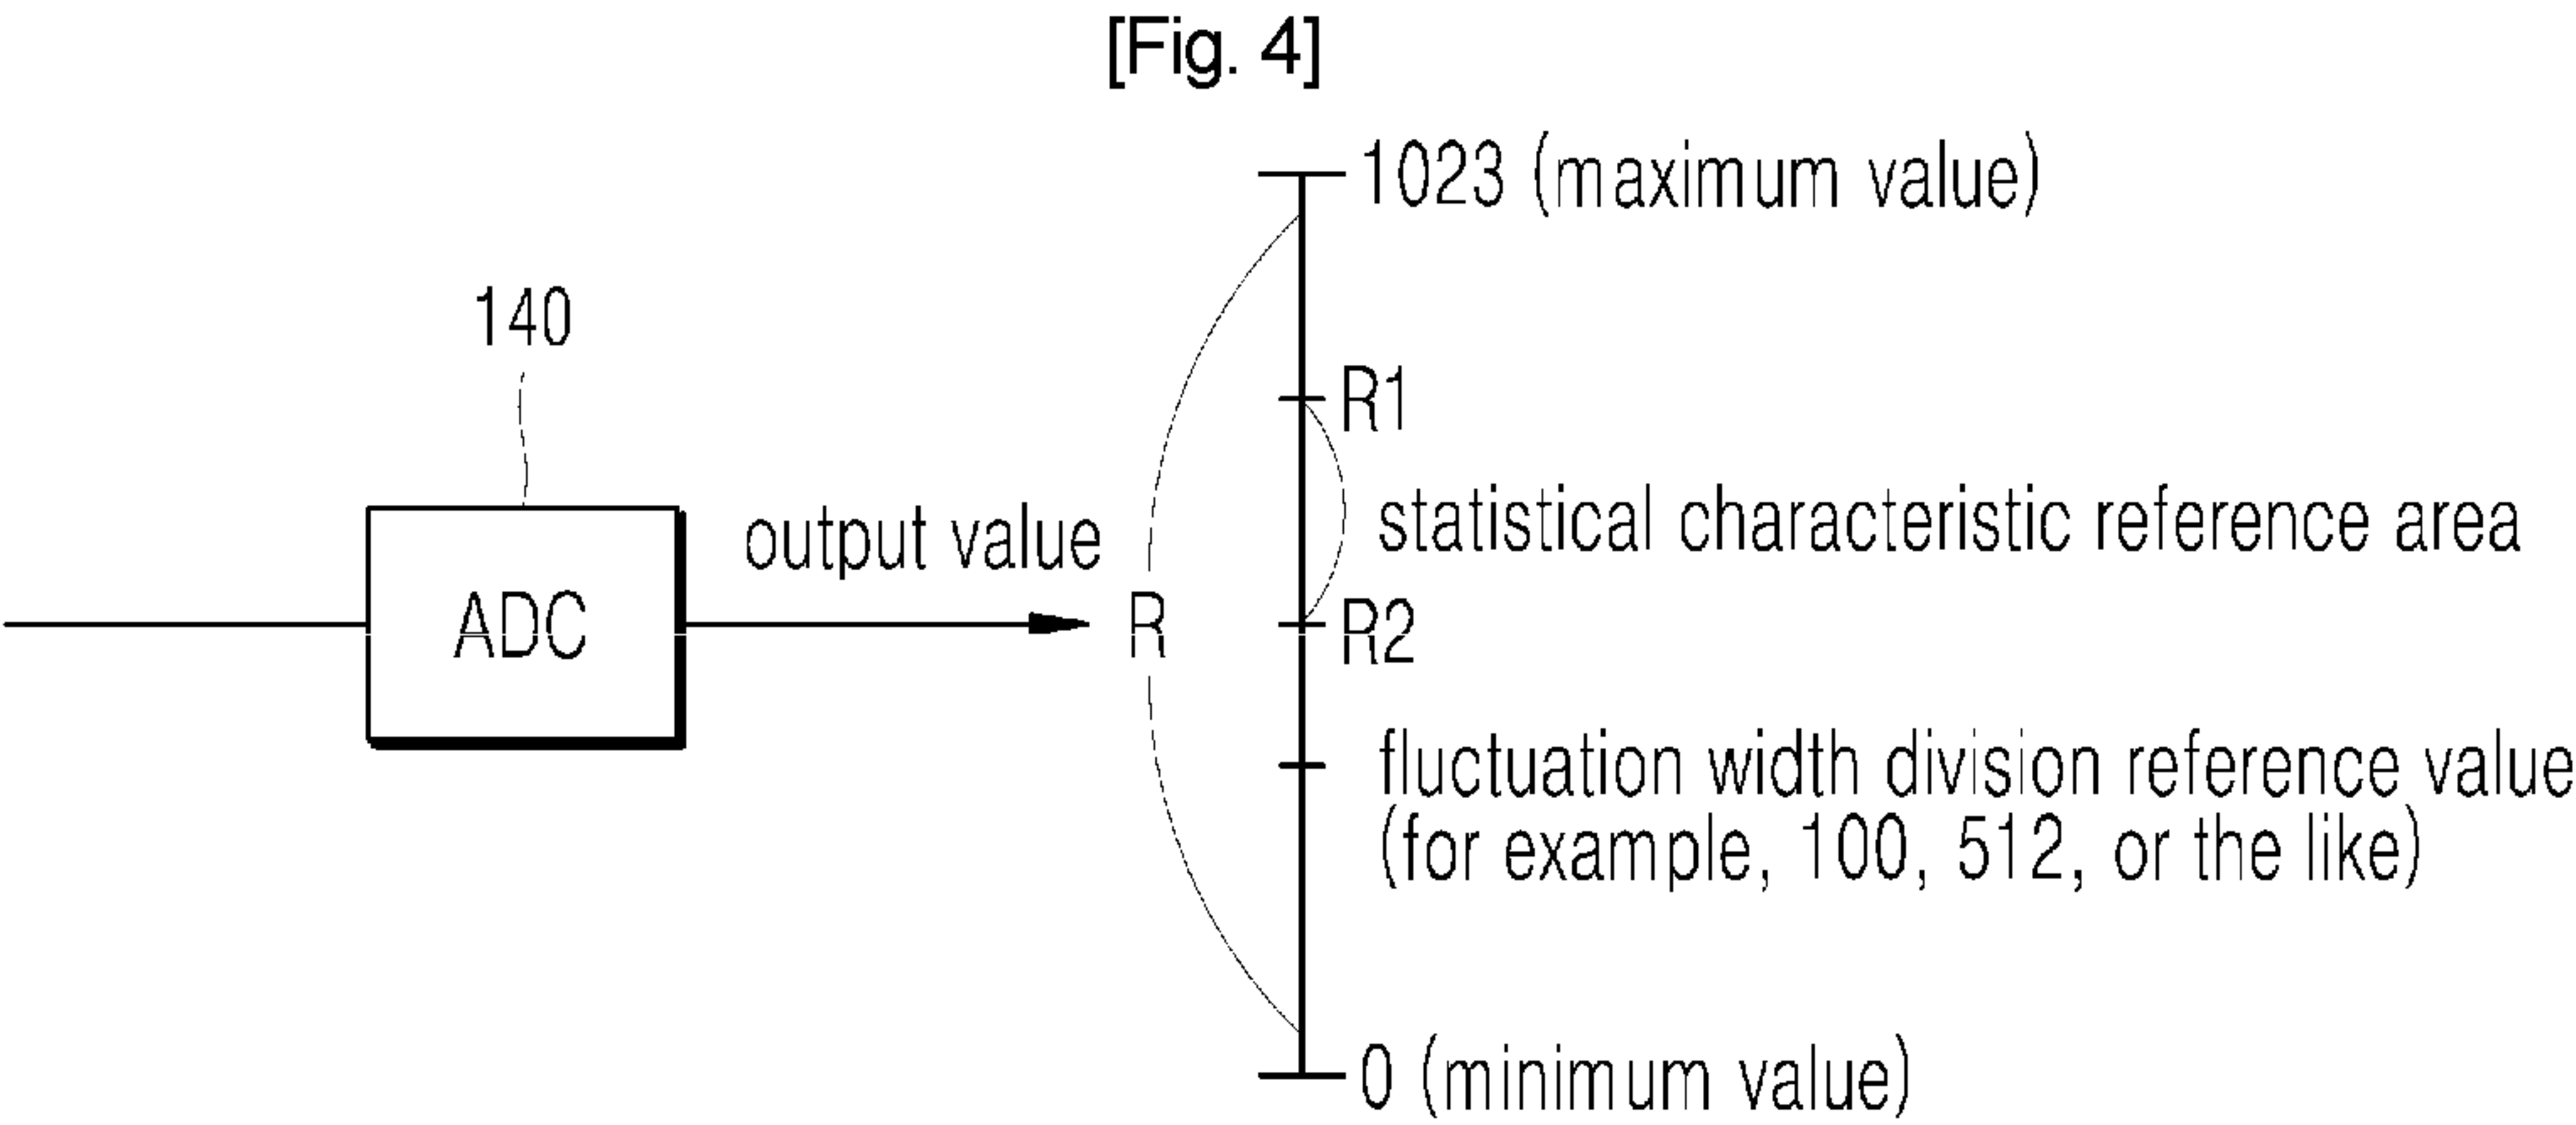 [Fig. 4]
1023 (maximum value)
140
R1
output value
statistical characteristic reference area
ADC
R
R2
fluctuation width division reference value
(for example, 100, 512, or the like)
0 (minimum value)